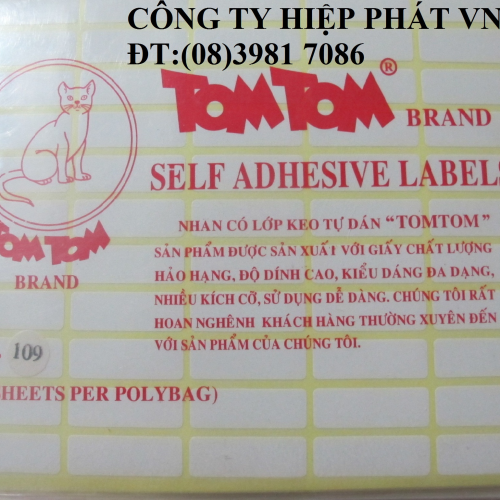 CÔNG TY HIỆP PHÁT VN
ĐT:(08)3981 7086
TOM TOM® BRAND
SELF ADHESIVE LABELS
TOM TOM
BRAND
NHAN CÓ LỚP KEO TỰ DÁN “TOMTOM”
SẢN PHẨM ĐƯỢC SẢN XUẤT VỚI GIẤY CHẤT LƯỢNG
HẢO HẠNG, ĐỘ DÍNH CAO, KIỂU DÁNG ĐA DẠNG,
NHIỀU KÍCH CỠ, SỬ DỤNG DỄ DÀNG. CHÚNG TÔI RẤT
HOAN NGHÊNH KHÁCH HÀNG THƯỜNG XUYÊN ĐẾN
VỚI SẢN PHẨM CỦA CHÚNG TÔI.
109
SHEETS PER POLYBAG)